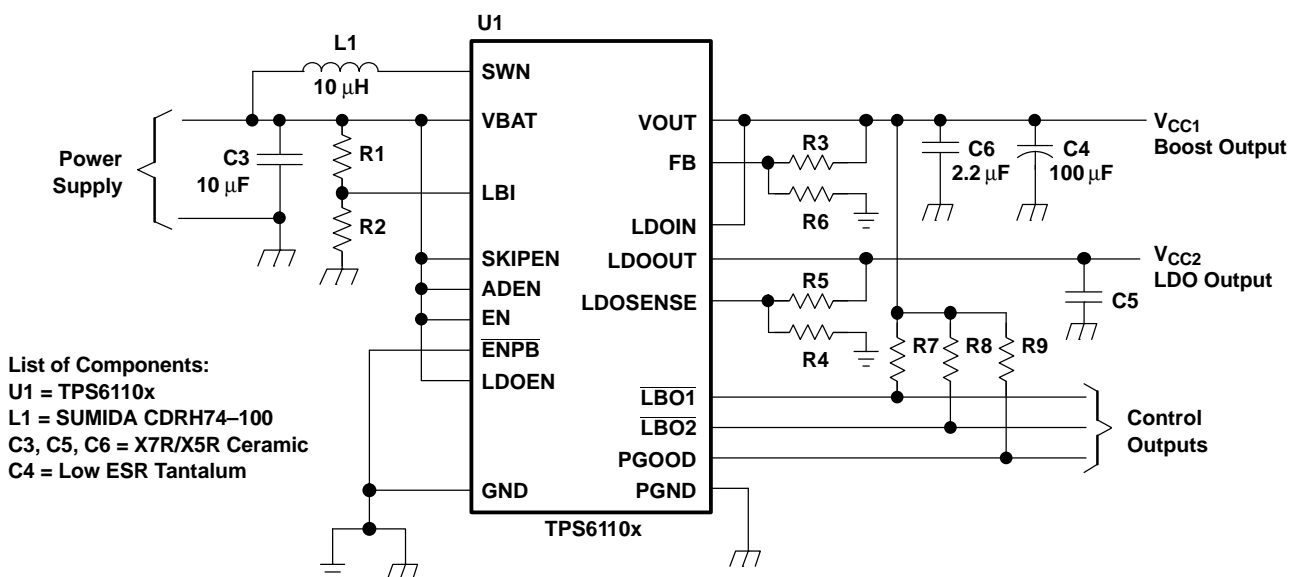 U1
L1
10 μH
SWN
VBAT
Power
Supply
C3
10 μF
R1
LBI
R2
SKIPEN
ADEN
EN
ENPB
LDOEN
GND
VOUT
FB
LDOIN
LDOOUT
LDOSENSE
LBO1
LBO2
PGOOD
PGND
TPS6110x
R3
R6
R5
R4
C6
2.2 μF
C4
100 μF
VCC1
Boost Output
VCC2
LDO Output
C5
R7
R8
R9
Control
Outputs
List of Components:
U1 = TPS6110x
L1 = SUMIDA CDRH74–100
C3, C5, C6 = X7R/X5R Ceramic
C4 = Low ESR Tantalum